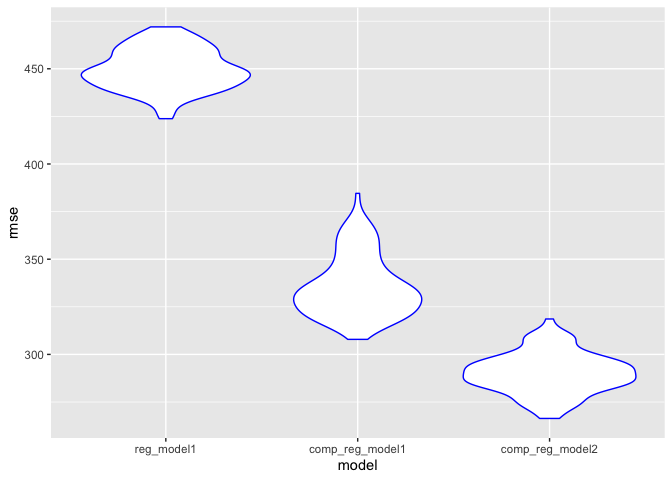 rmse
450
400
350
300
reg_model1
comp_reg_model1
comp_reg_model2
model